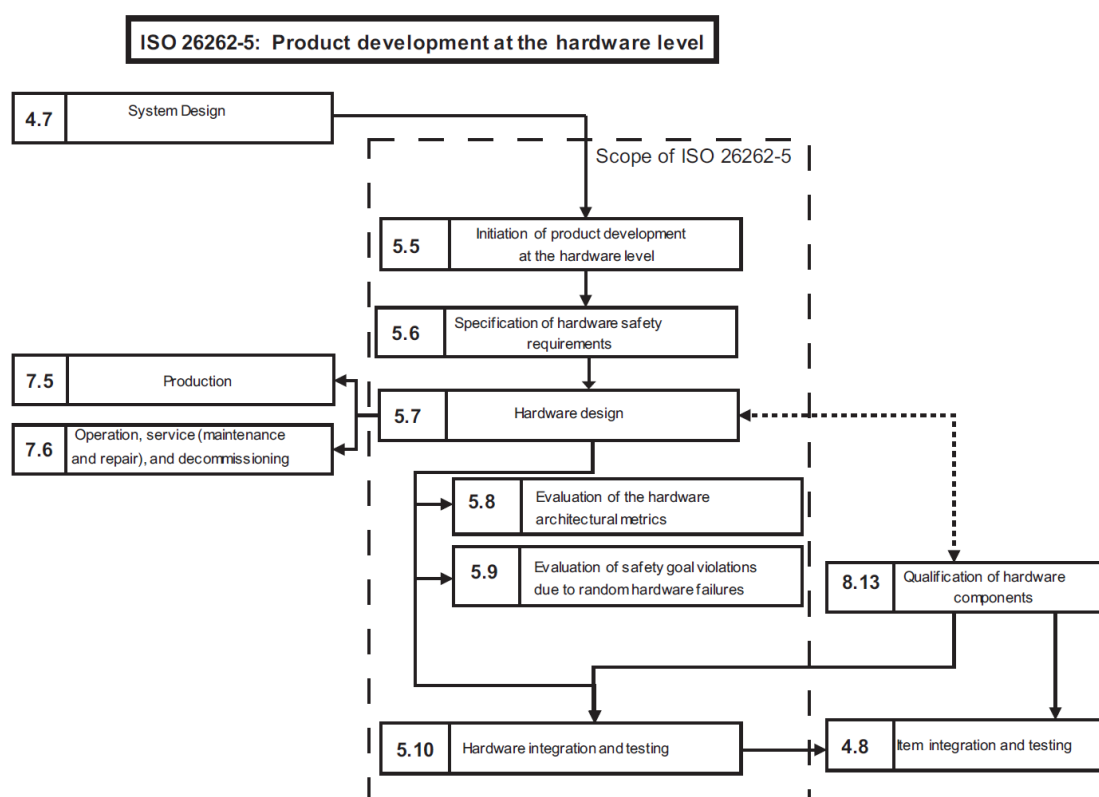 ISO 26262-5: Product development at the hardware level
4.7
System Design
Scope of ISO 26262-5
5.5
Initiation of product development
at the hardware level
5.6
Specification of hardware safety
requirements
7.5
Production
5.7
Hardware design
7.6
Operation, service (maintenance
and repair), and decommissioning
5.8
Evaluation of the hardware
architectural metrics
5.9
Evaluation of safety goal violations
due to random hardware failures
8.13
Qualification of hardware
components
5.10
Hardware integration and testing
4.8
Item integration and testing